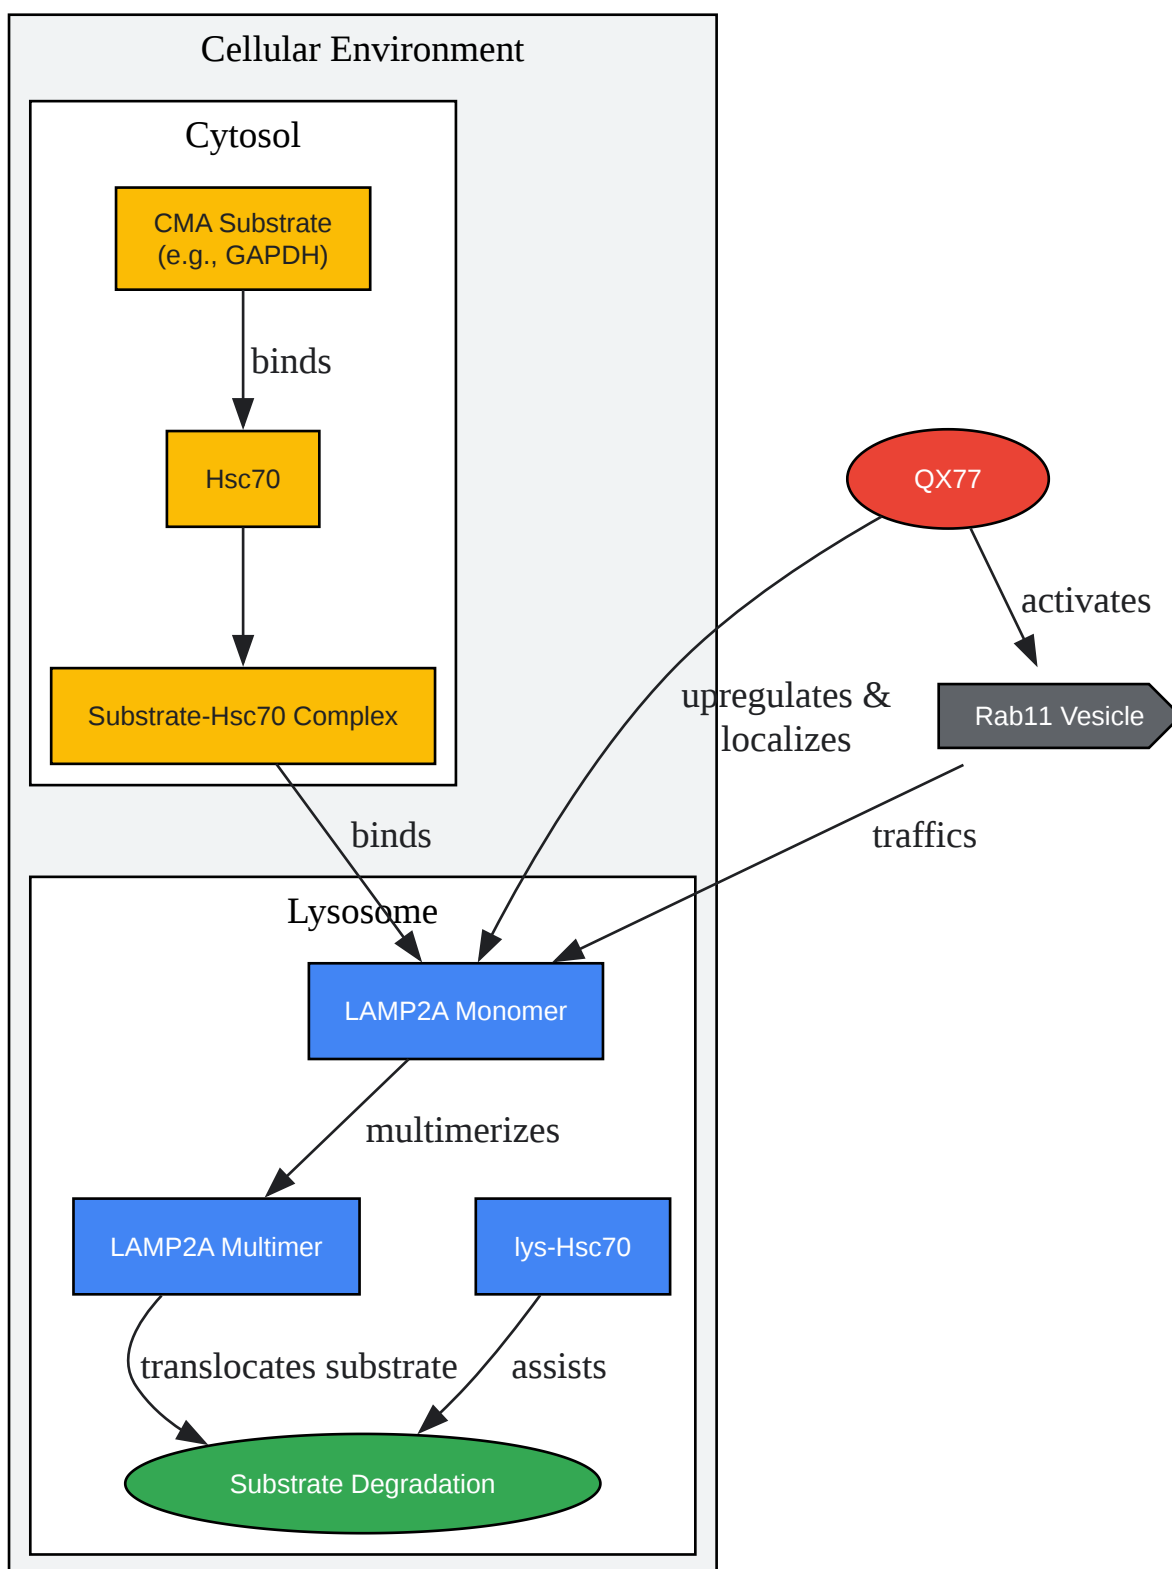 Cellular Environment
Cytosol
CMA Substrate
(e.g., GAPDH)
binds
Hsc70
QX77
activates
Substrate-Hsc70 Complex
upregulates &
localizes
Rab11 Vesicle
binds
traffics
Lysosome
LAMP2A Monomer
multimerizes
LAMP2A Multimer
lys-Hsc70
translocates substrate
assists
Substrate Degradation